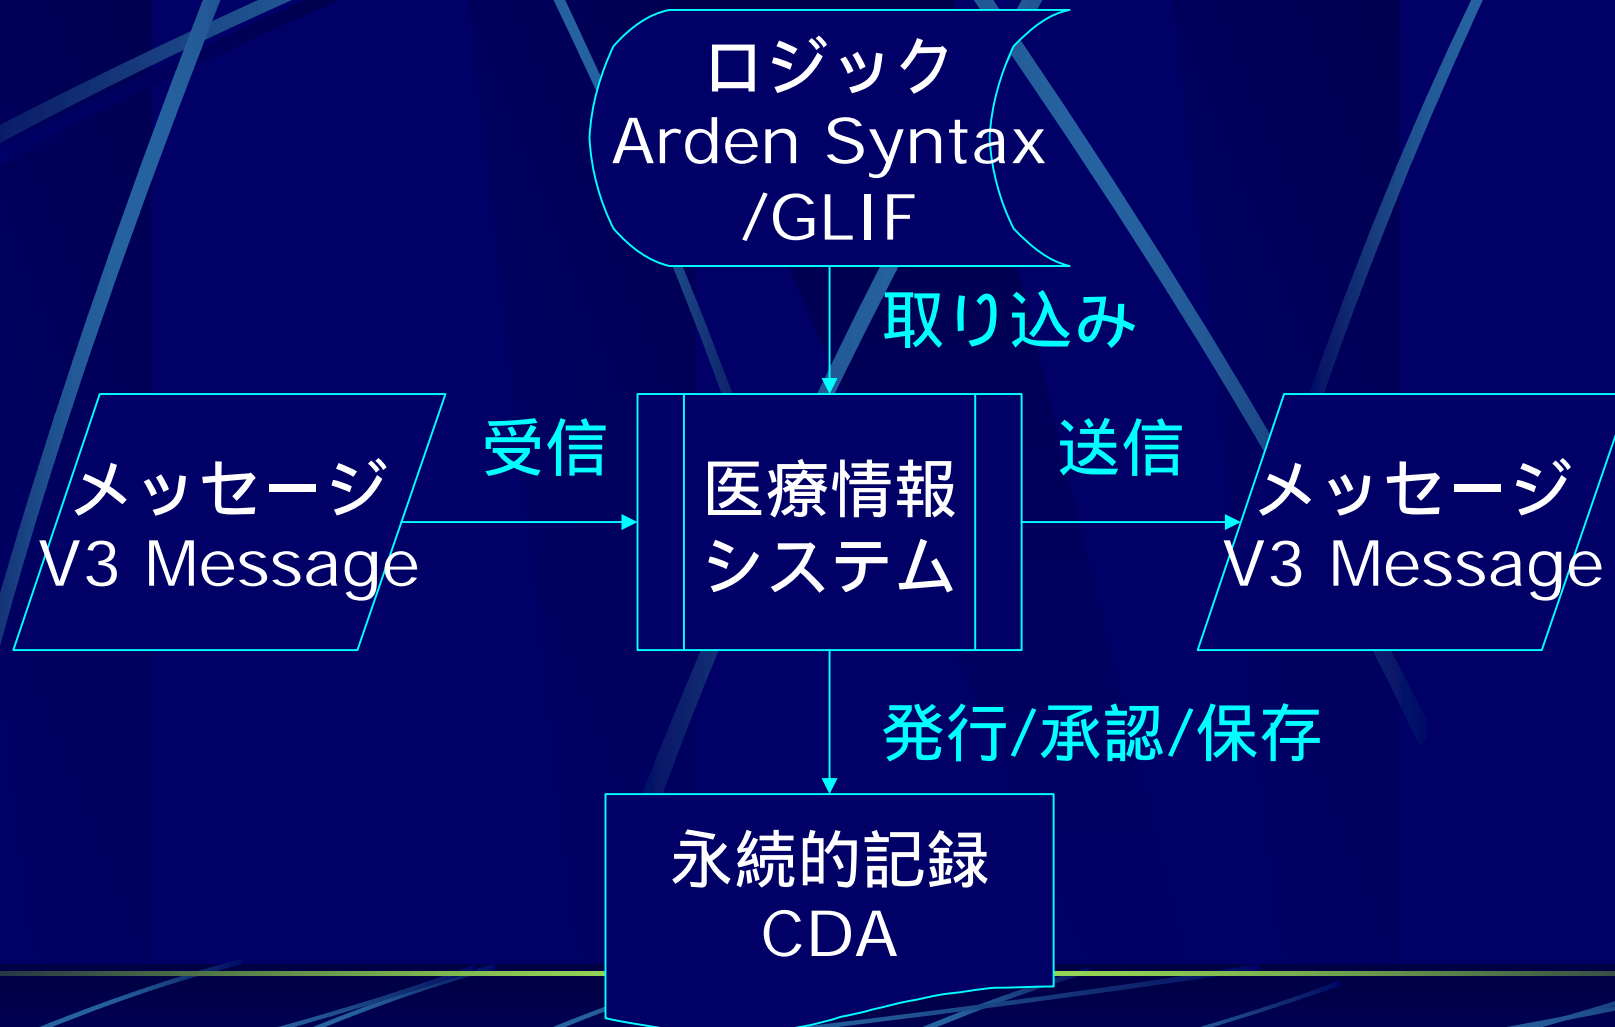 ロジック
Arden Syntax
/GLIF
取り込み
メッセージ
V3 Message
受信
医療情報
システム
送信
メッセージ
V3 Message
発行/承認/保存
永続的記録
CDA